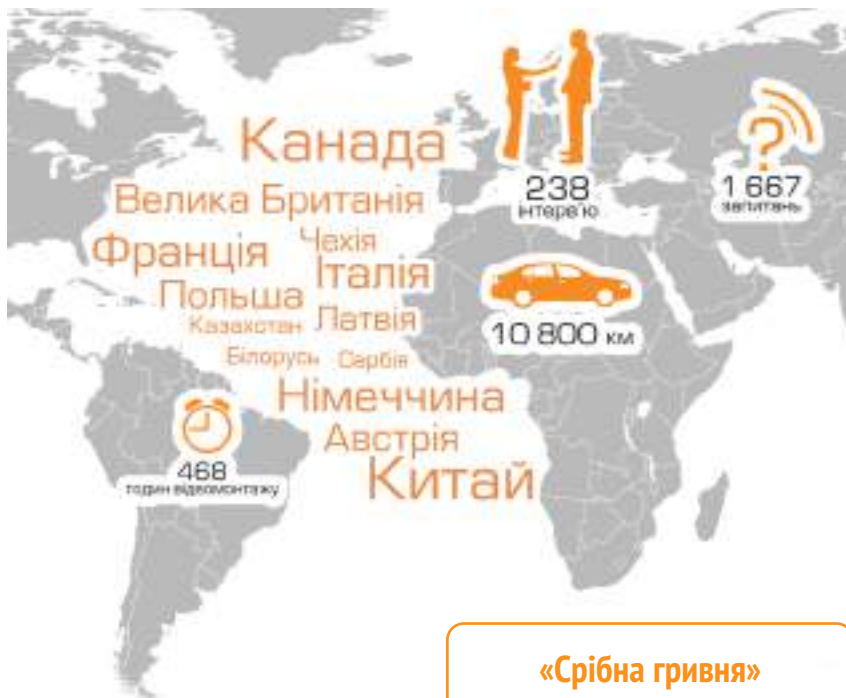 Канада
Велика Британія
Франція
Чехія
Італія
Польша
Казахстан
Латвія
Білорусь
Сербія
Німеччина
Австрія
Китай
238
інтерв'ю
?
1 667
запитань
10 800 км
468
годин відеомонтажу
«Срібна гривня»